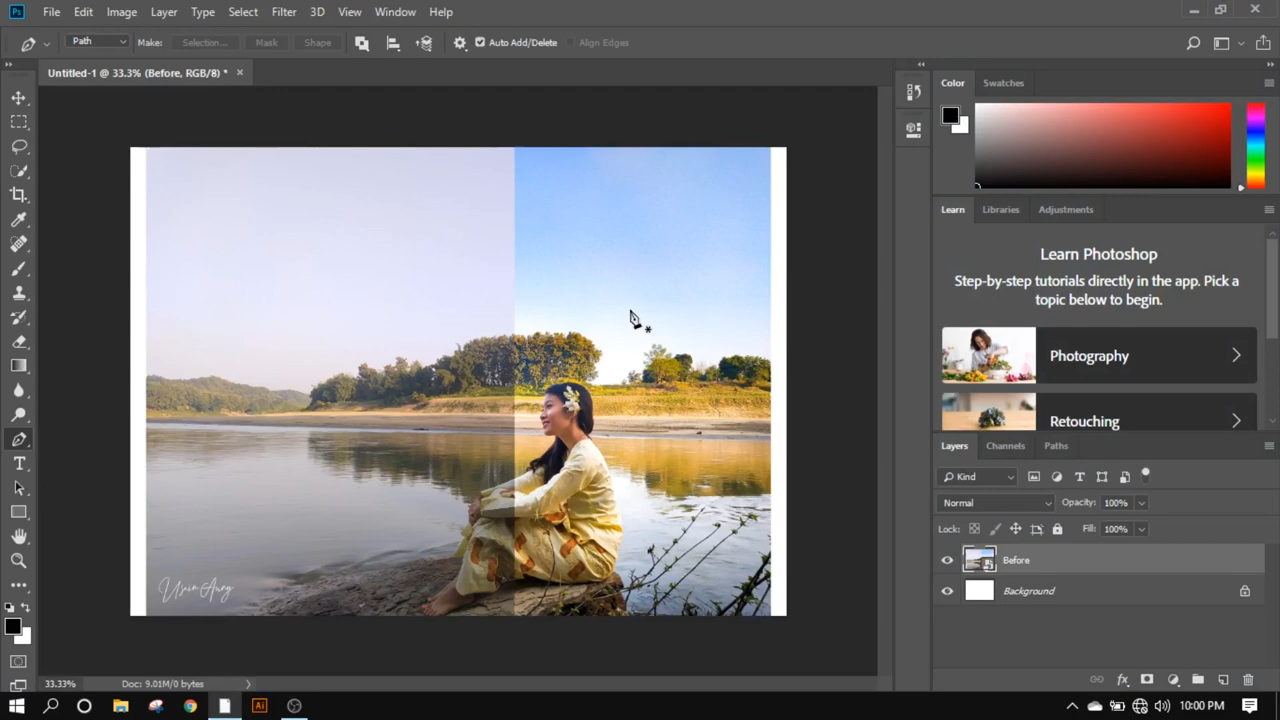 Ps File Edit Image Layer Type Select Filter 3D View Window Help
Path Make: Selection... Mask Shape Auto Add/Delete Align Edges
Untitled-1 @ 33.3% (Before, RGB/8) *
Color Swatches
Learn Libraries Adjustments
Learn Photoshop
Step-by-step tutorials directly in the app. Pick a
topic below to begin.
Photography
Retouching
Layers Channels Paths
Kind
Normal Opacity: 100%
Lock: Fill: 100%
Before
Background
33.33% Doc: 9.01M/0 bytes
Ai 10:00 PM